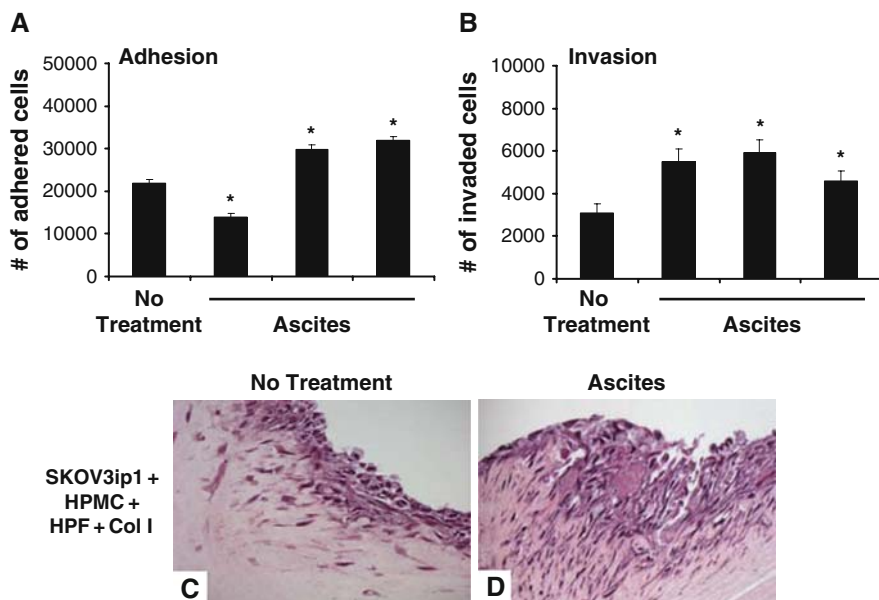 A
Adhesion
# of adhered cells
50000
40000
30000
20000
10000
0
*
*
*
No
Treatment
Ascites
B
Invasion
# of invaded cells
10000
8000
6000
4000
2000
0
*
*
*
No
Treatment
Ascites
No Treatment
Ascites
SKOV3ip1 +
HPMC +
HPF + Col I
C
D